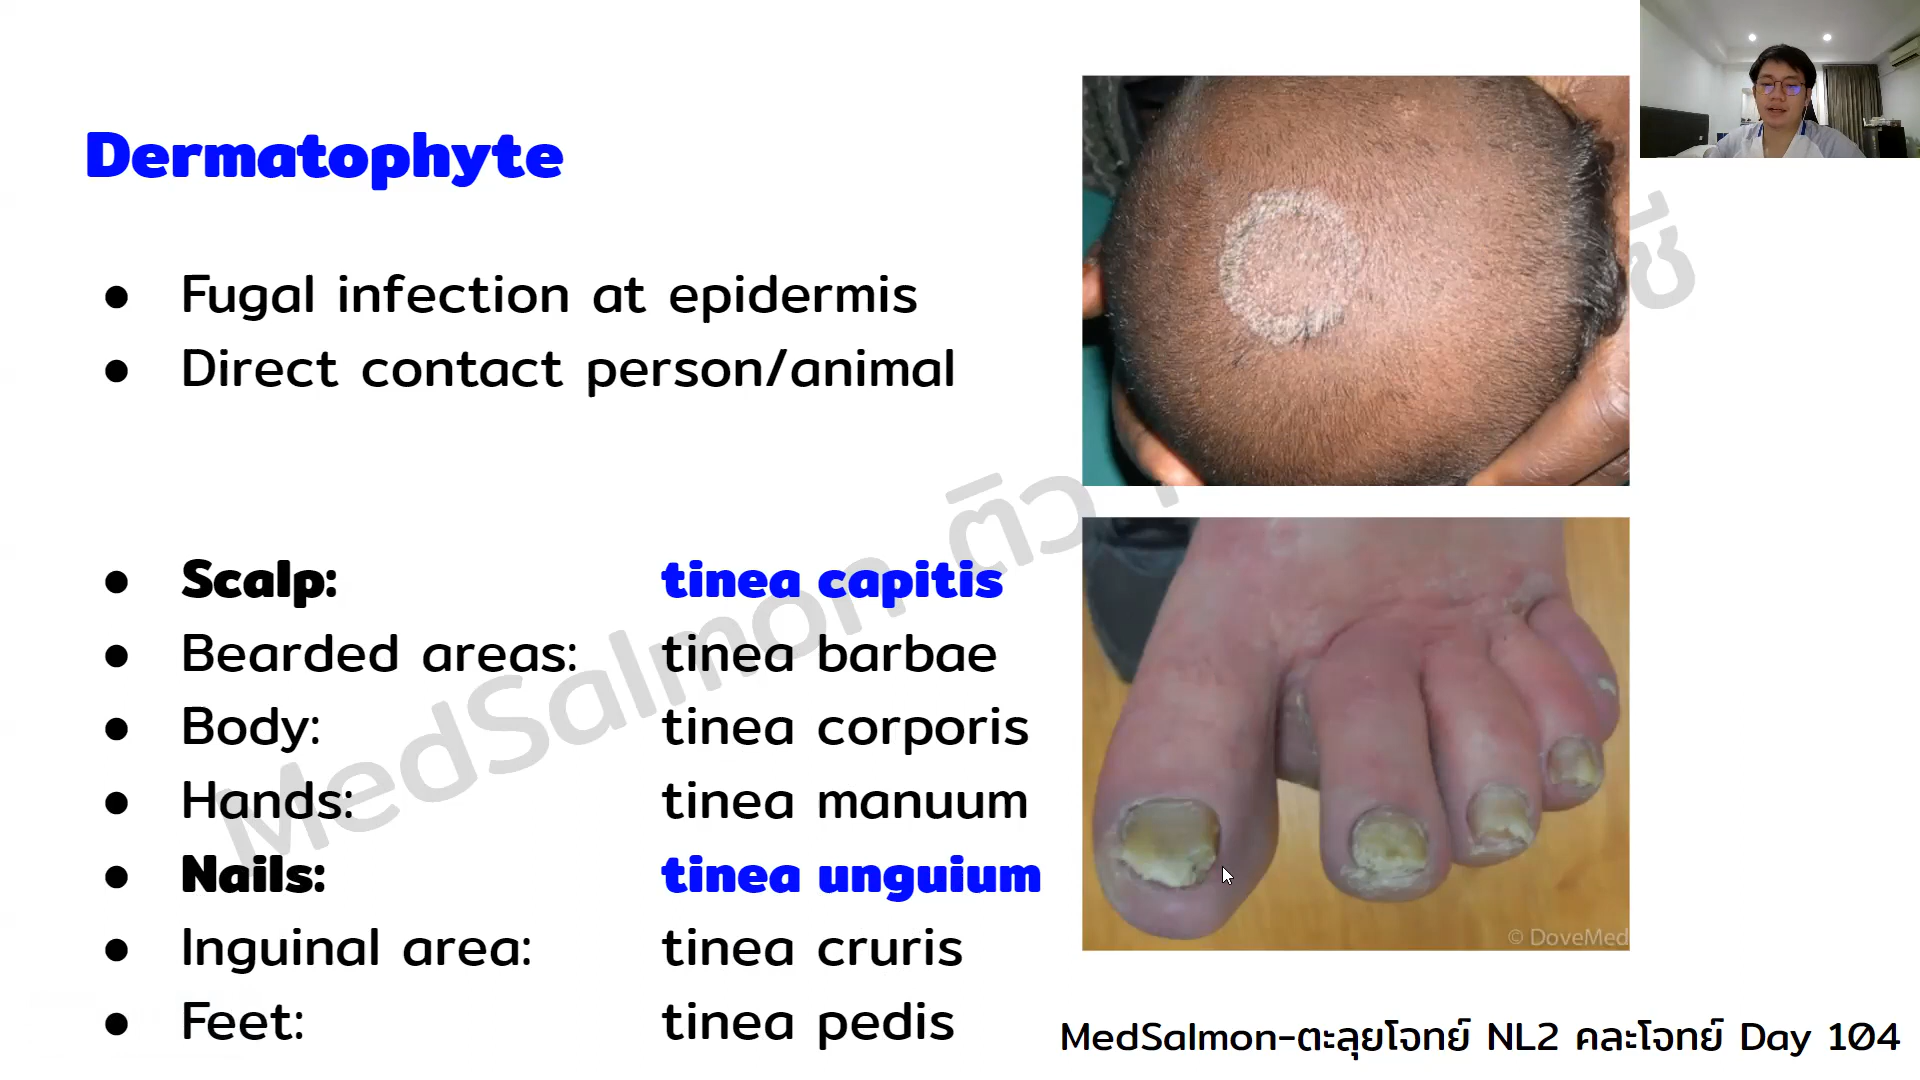 Dermatophyte
● Fugal infection at epidermis
● Direct contact person/animal
● Scalp: tinea capitis
● Bearded areas: tinea barbae
● Body: tinea corporis
● Hands: tinea manuum
● Nails: tinea unguium
● Inguinal area: tinea cruris
● Feet: tinea pedis
MedSalmon ติว
© DoveMed
MedSalmon-ตะลุยโจทย์ NL2 คละโจทย์ Day 104